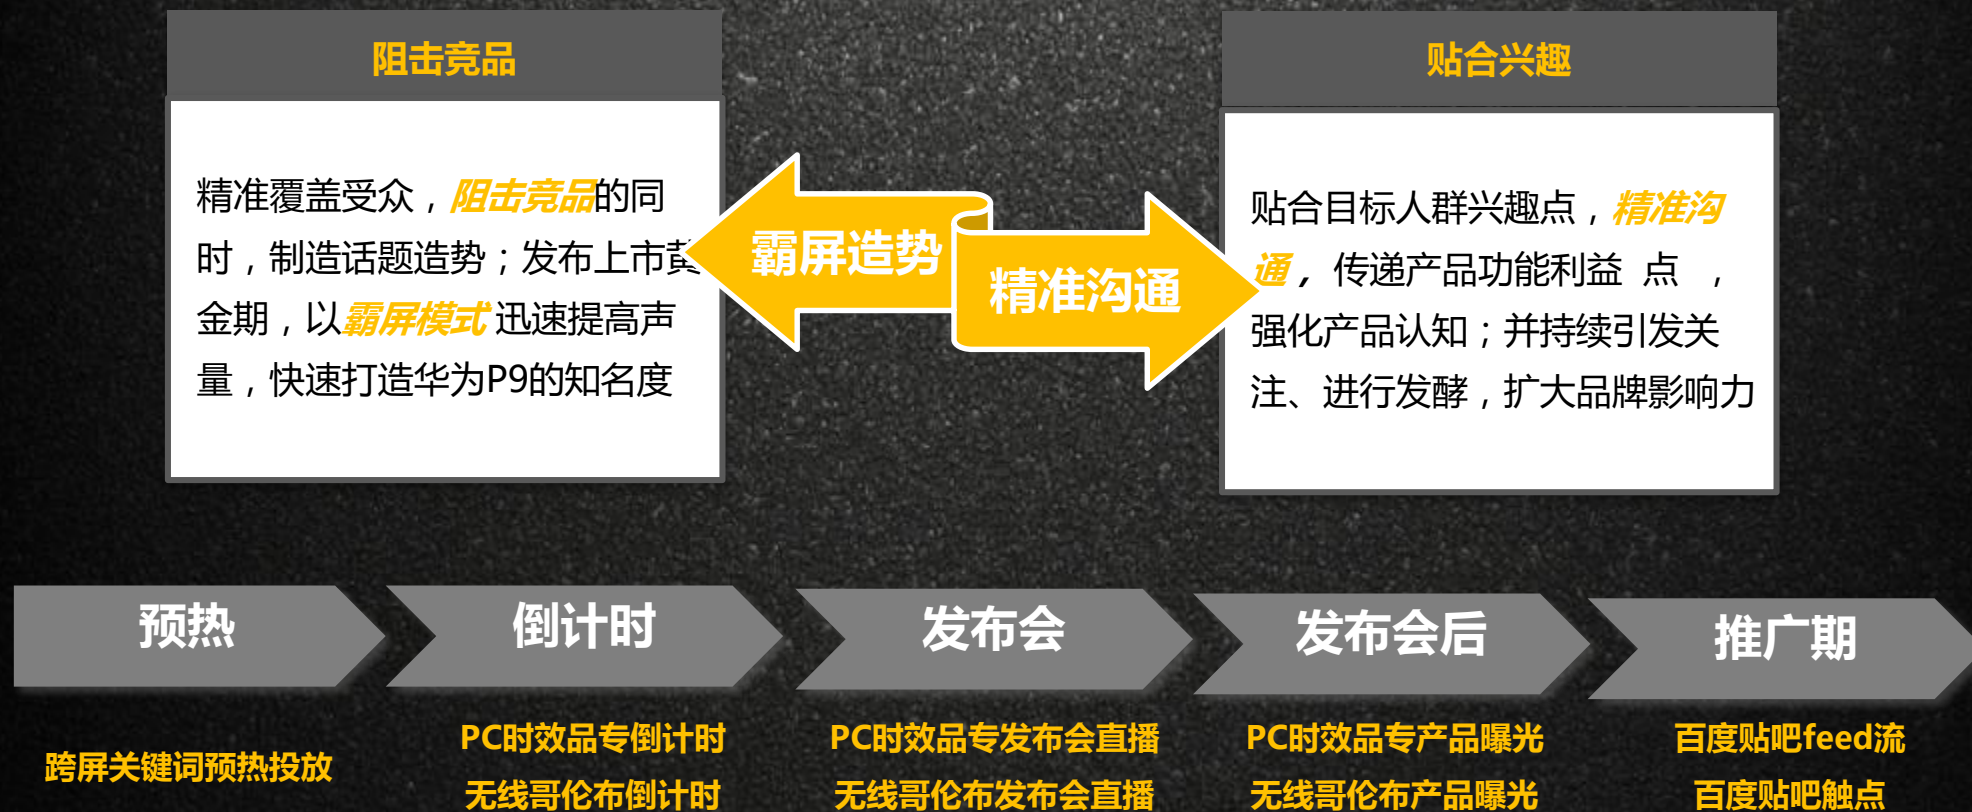 阻击竞品
精准覆盖受众，阻击竞品的同
时，制造话题造势；发布上市黄
金期，以霸屏模式 迅速提高声
量，快速打造华为P9的知名度
霸屏造势
精准沟通
贴合兴趣
贴合目标人群兴趣点，精准沟
通，传递产品功能利益 点 ，
强化产品认知；并持续引发关
注、进行发酵，扩大品牌影响力
预热
倒计时
发布会
发布会后
推广期
跨屏关键词预热投放
PC时效品专倒计时
无线哥伦布倒计时
PC时效品专发布会直播
无线哥伦布发布会直播
PC时效品专产品曝光
无线哥伦布产品曝光
百度贴吧feed流
百度贴吧触点